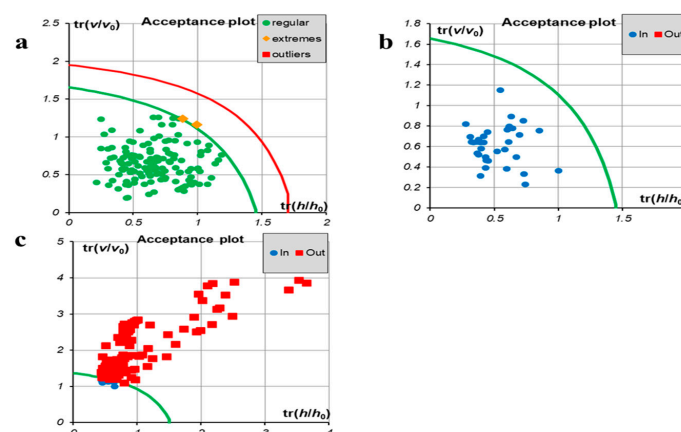 a
tr(v/v₀)
Acceptance plot
regular
extremes
outliers
2.5
2
1.5
1
0.5
0
0
1
2
tr(h/h₀)
b
tr(v/v₀)
Acceptance plot
In
Out
1.8
1.6
1.4
1.2
1
0.8
0.6
0.4
0.2
0
0
0.5
1
1.5
tr(h/h₀)
c
tr(v/v₀)
Acceptance plot
In
Out
5
4
3
2
1
0
0
1
2
3
4
tr(h/h₀)